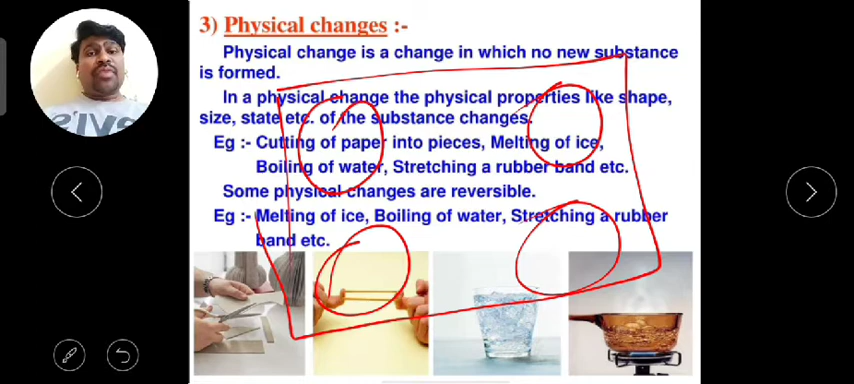 3) Physical changes :-
Physical change is a change in which no new substance
is formed.
In a physical change the physical properties like shape,
size, state etc. of the substance changes.
Eg :- Cutting of paper into pieces, Melting of ice,
Boiling of water, Stretching a rubber band etc.
Some physical changes are reversible.
Eg :- Melting of ice, Boiling of water, Stretching a rubber
band etc.